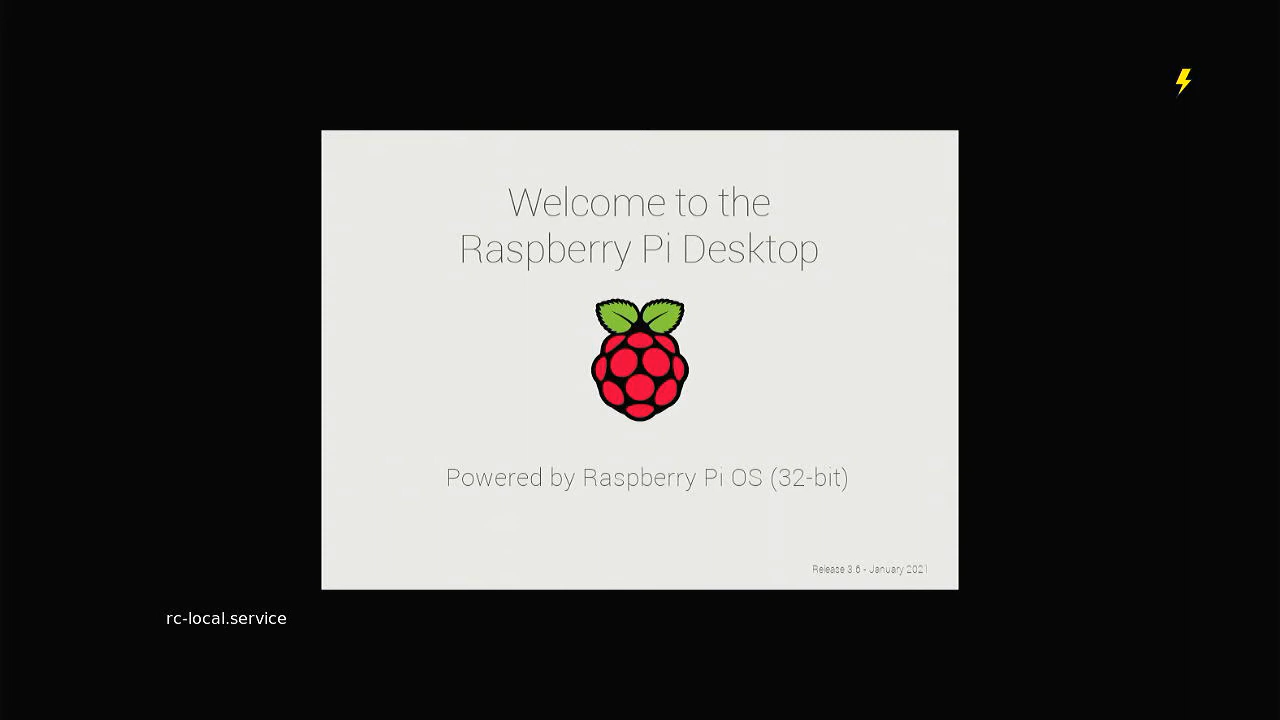 Welcome to the
Raspberry Pi Desktop
Powered by Raspberry Pi OS (32-bit)
Release 3.6 - January 2021
rc-local.service